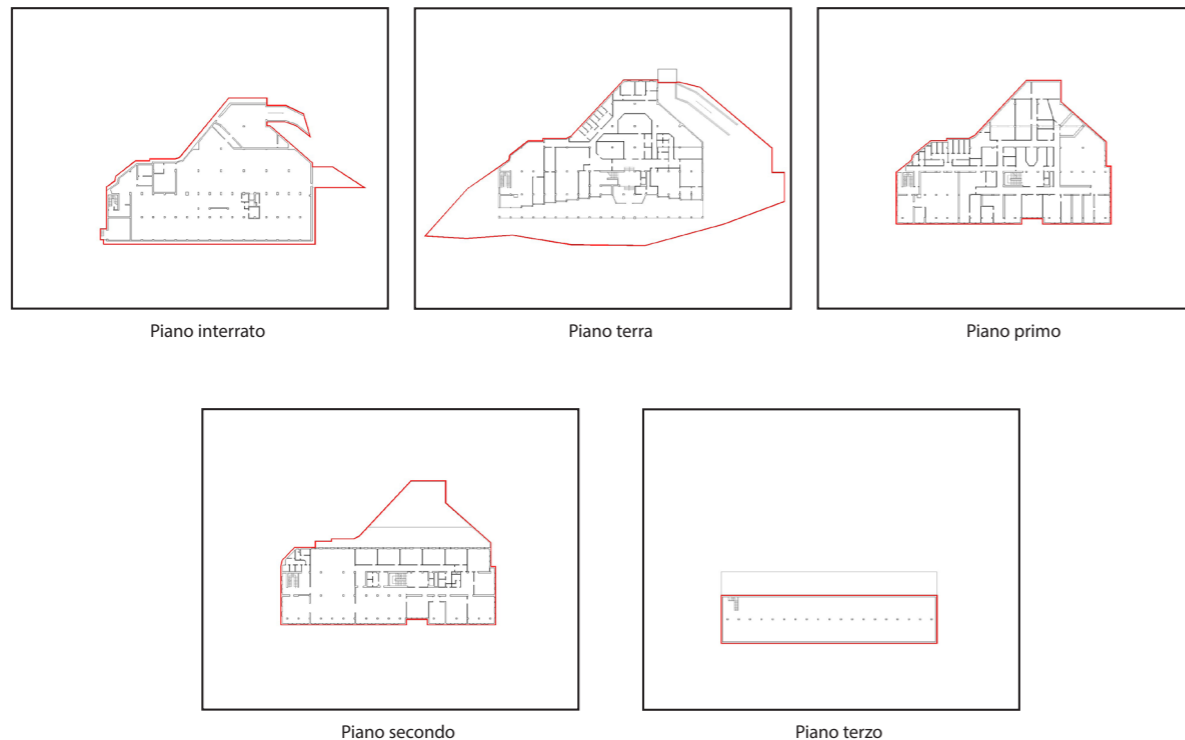 Piano interrato
Piano terra
Piano primo
Piano secondo
Piano terzo